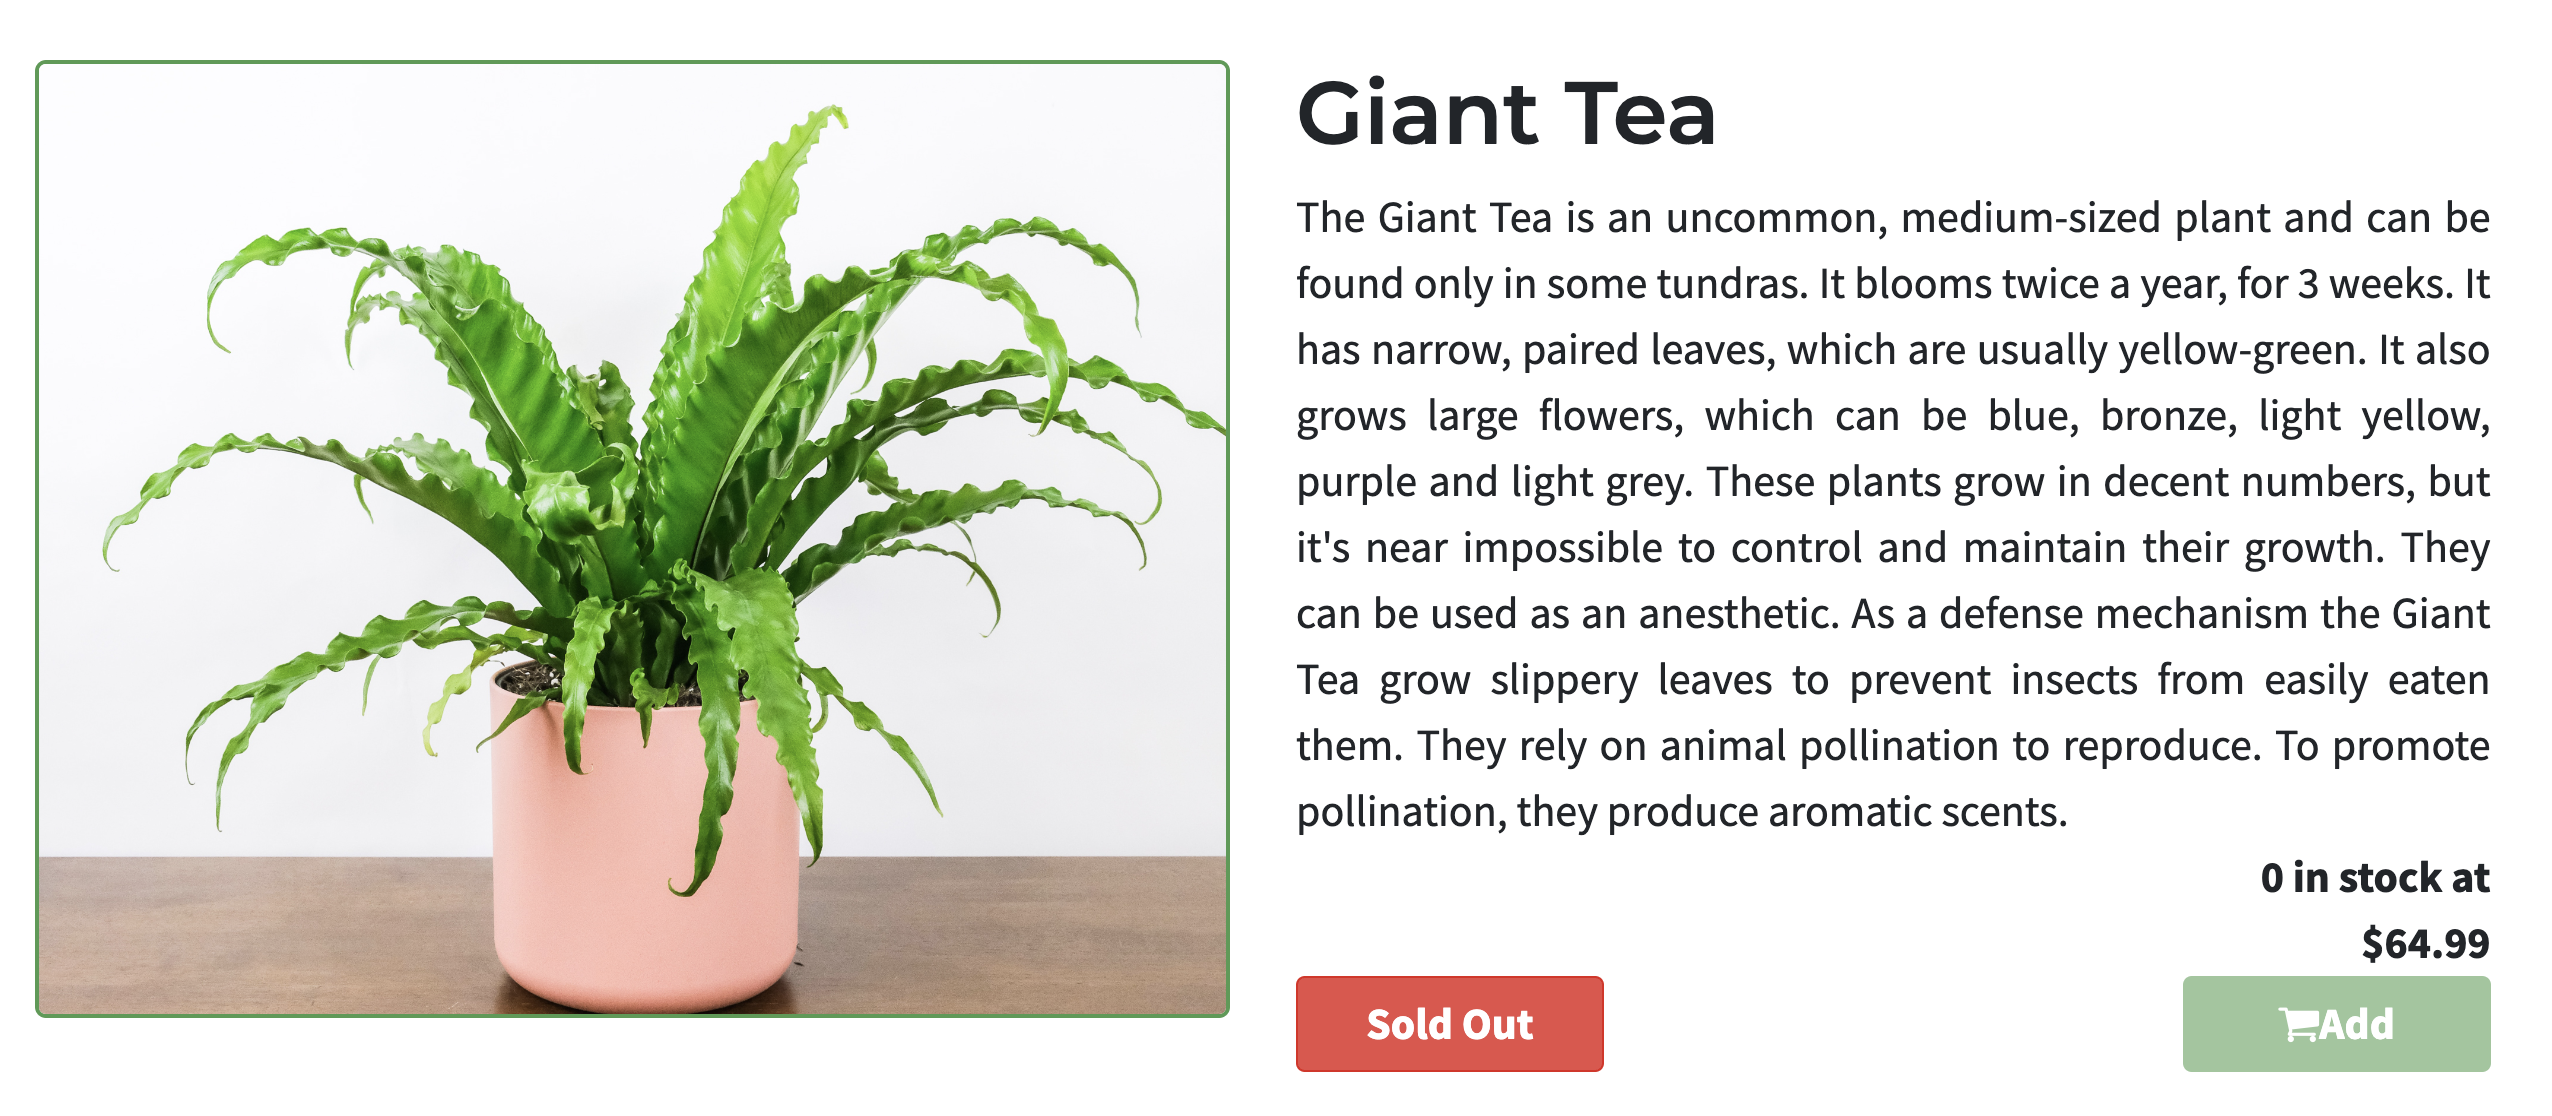 Giant Tea
The Giant Tea is an uncommon, medium-sized plant and can be
found only in some tundras. It blooms twice a year, for 3 weeks. It
has narrow, paired leaves, which are usually yellow-green. It also
grows large flowers, which can be blue, bronze, light yellow,
purple and light grey. These plants grow in decent numbers, but
it's near impossible to control and maintain their growth. They
can be used as an anesthetic. As a defense mechanism the Giant
Tea grow slippery leaves to prevent insects from easily eaten
them. They rely on animal pollination to reproduce. To promote
pollination, they produce aromatic scents.
0 in stock at
$64.99
Sold Out
Add